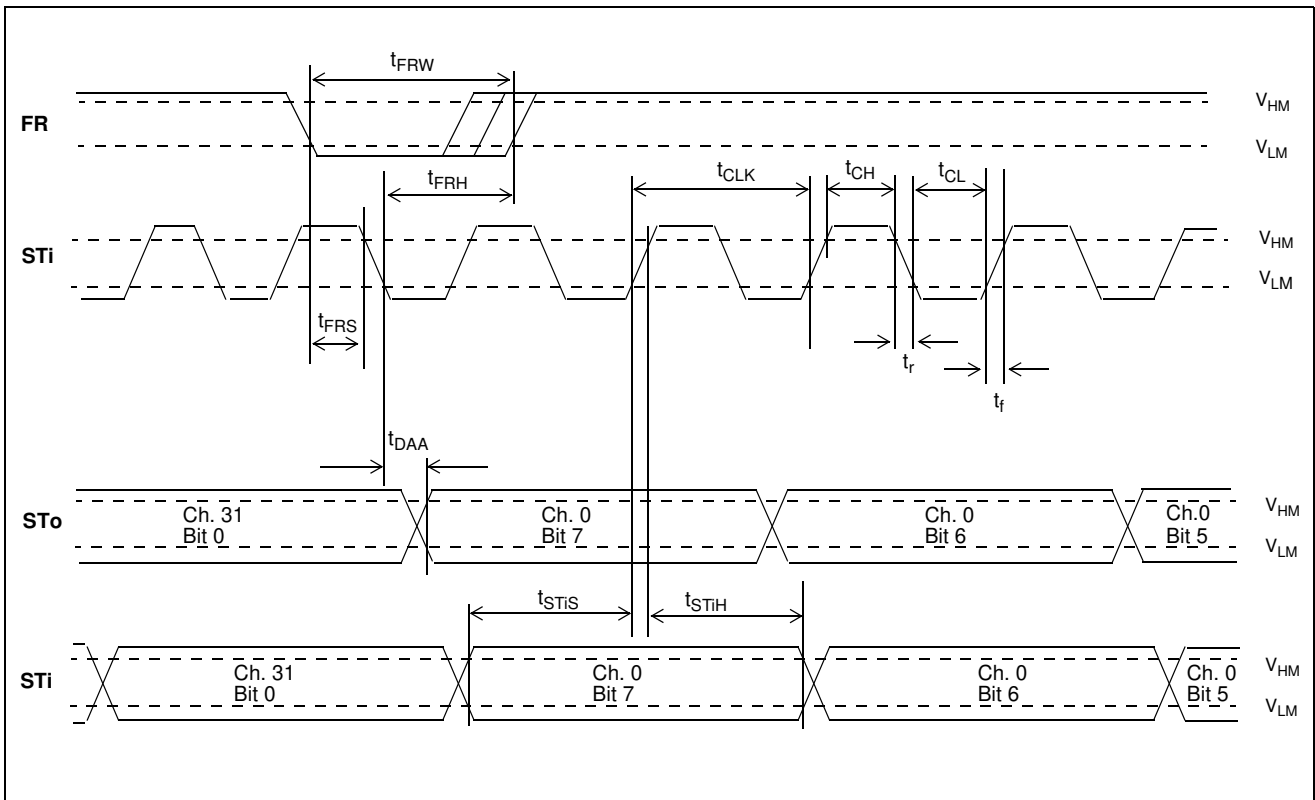 tFRW
FR
VHM
VLM
tFRH
tCLK
tCH
tCL
STi
VHM
VLM
tFRS
tr
tf
tDAA
STo
Ch. 31
Bit 0
Ch. 0
Bit 7
Ch. 0
Bit 6
Ch.0
Bit 5
VHM
VLM
tSTiS
tSTiH
STi
Ch. 31
Bit 0
Ch. 0
Bit 7
Ch. 0
Bit 6
Ch. 0
Bit 5
VHM
VLM